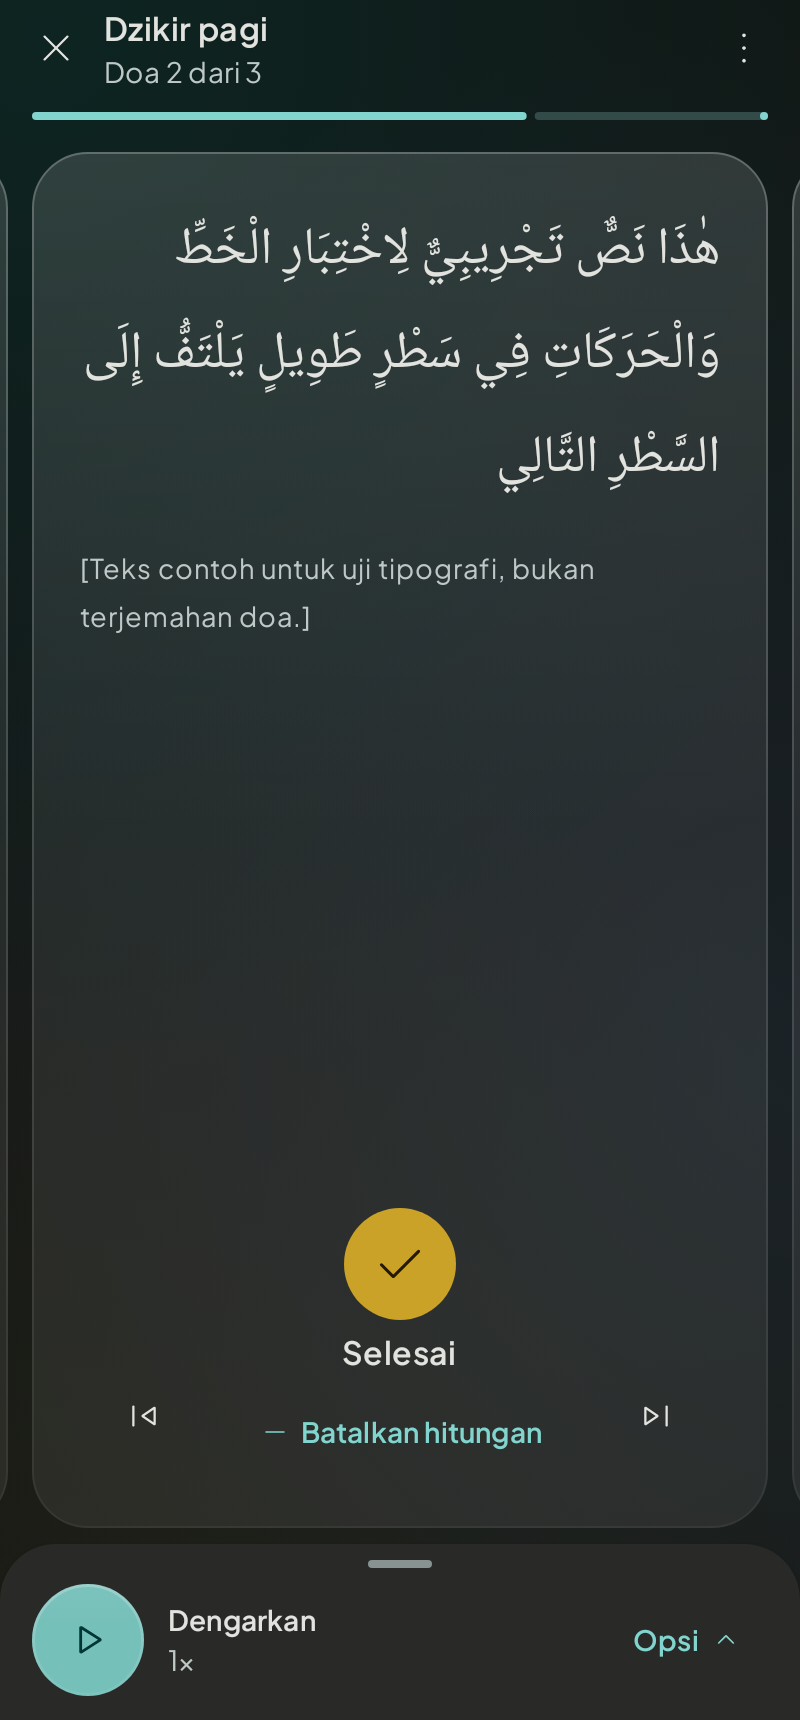 Dzikir pagi
Doa 2 dari 3
هٰذَا نَصٌّ تَجْرِيبِيٌّ لِاخْتِبَارِ الْخَطِّ
وَالْحَرَكَاتِ فِي سَطْرٍ طَوِيلٍ يَلْتَفُّ إِلَى
السَّطْرِ التَّالِي
[Teks contoh untuk uji tipografi, bukan
terjemahan doa.]
Selesai
Batalkan hitungan
Dengarkan
1×
Opsi